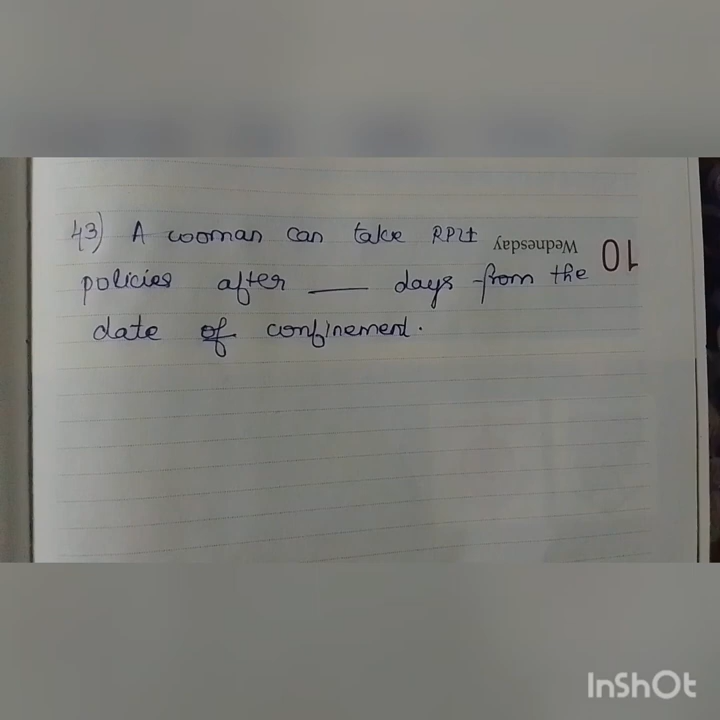 43) A woman can take RPLI
policies after ___ days from the
date of confinement.
Wednesday 10
InShOt